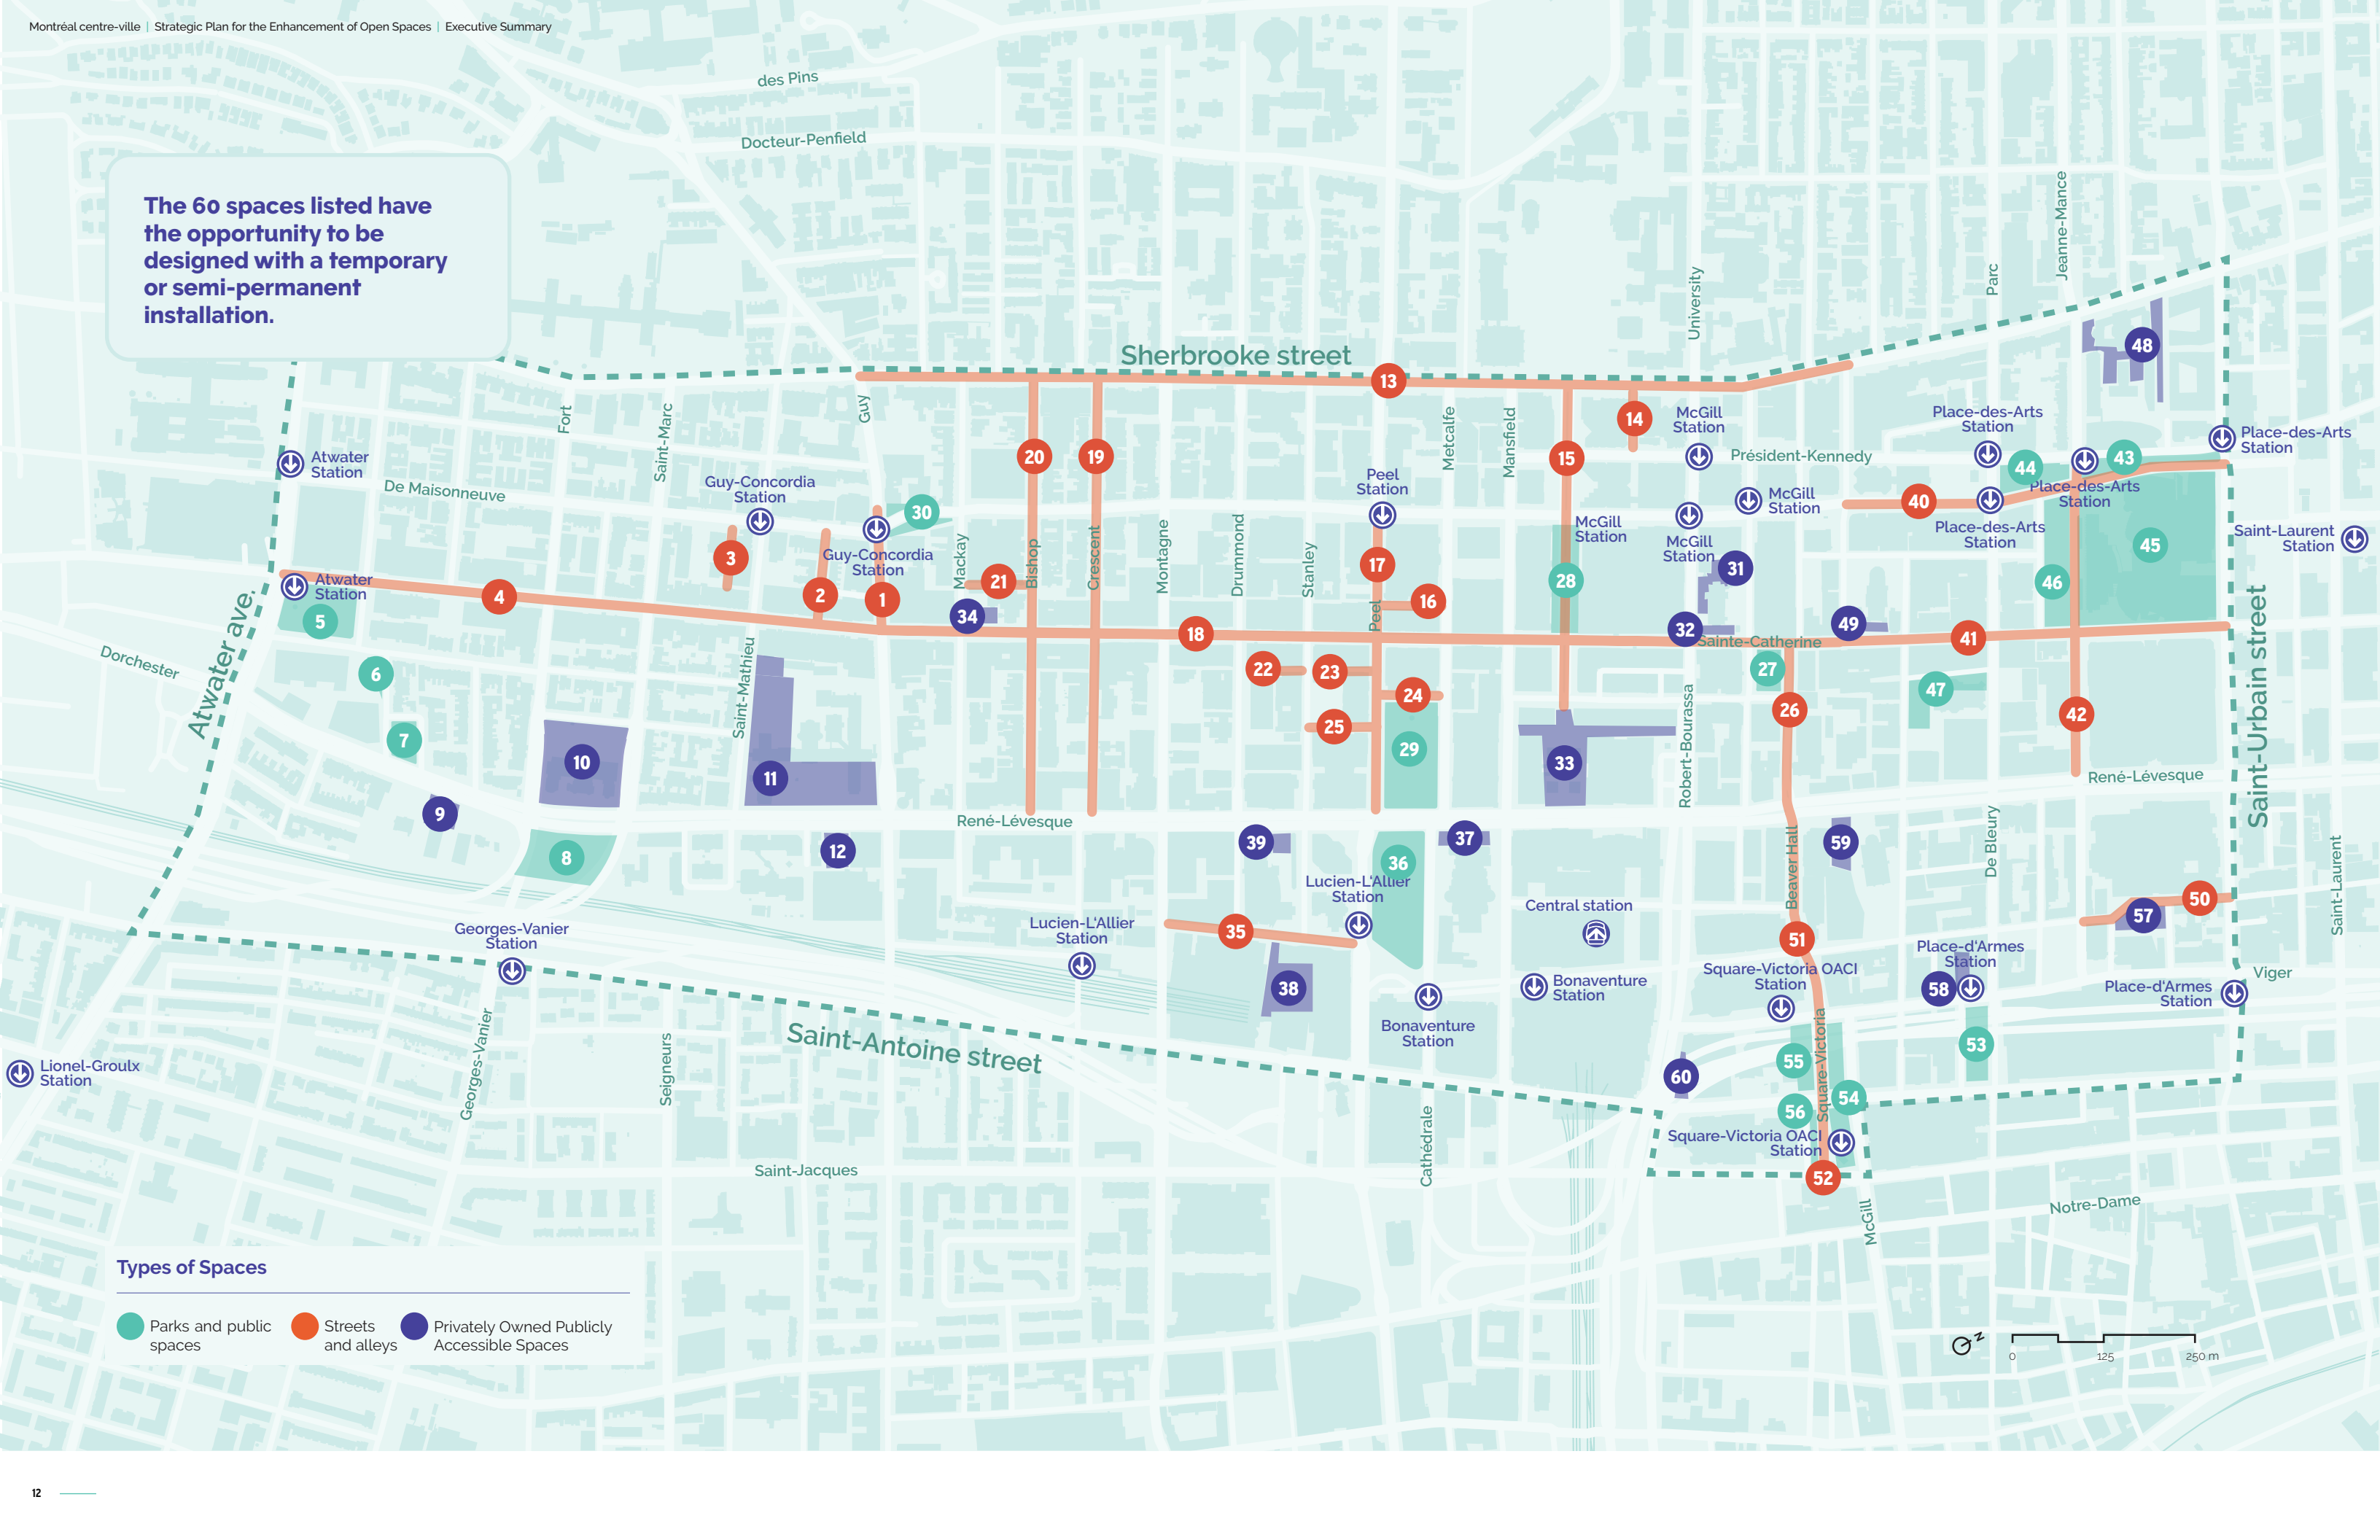 Montréal centre-ville | Strategic Plan for the Enhancement of Open Spaces | Executive Summary
des Pins
Docteur-Penfield
The 60 spaces listed have
the opportunity to be
designed with a temporary
or semi-permanent
installation.
Jeanne-Mance
Parc
University
Sherbrooke street
48
13
Fort
Saint-Marc
Guy
Metcalfe
Mansfield
14
McGill
Station
Place-des-Arts
Station
Place-des-Arts
Station
Atwater
Station
De Maisonneuve
20
19
15
Président-Kennedy
44
43
Guy-Concordia
Station
Peel
Station
McGill
Station
40
Place-des-Arts
Station
30
Place-des-Arts
Station
McGill
Station
McGill
Station
Saint-Laurent
Station
3
Guy-Concordia
Station
Mackay
Bishop
Crescent
Montagne
Drummond
Stanley
17
31
45
Atwater
Station
21
28
46
4
2
1
16
Peel
5
34
18
32
49
41
Sainte-Catherine
Atwater ave.
Dorchester
6
22
23
27
24
47
Saint-Mathieu
Robert-Bourassa
26
42
Saint-Urbain street
7
25
29
10
11
33
René-Lévesque
9
René-Lévesque
8
12
39
37
36
59
Beaver Hall
De Bleury
Saint-Laurent
Lucien-L'Allier
Station
50
57
Central station
Georges-Vanier
Station
Lucien-L'Allier
Station
35
51
Place-d'Armes
Station
Viger
Square-Victoria OACI
Station
38
Bonaventure
Station
58
Place-d'Armes
Station
Saint-Antoine street
Bonaventure
Station
Georges-Vanier
Seigneurs
Lionel-Groulx
Station
55
53
60
Square-Victoria
54
56
Cathédrale
Square-Victoria OACI
Station
Saint-Jacques
52
McGill
Notre-Dame
Types of Spaces
Parks and public
spaces
Streets
and alleys
Privately Owned Publicly
Accessible Spaces
N
0 125 250 m
12